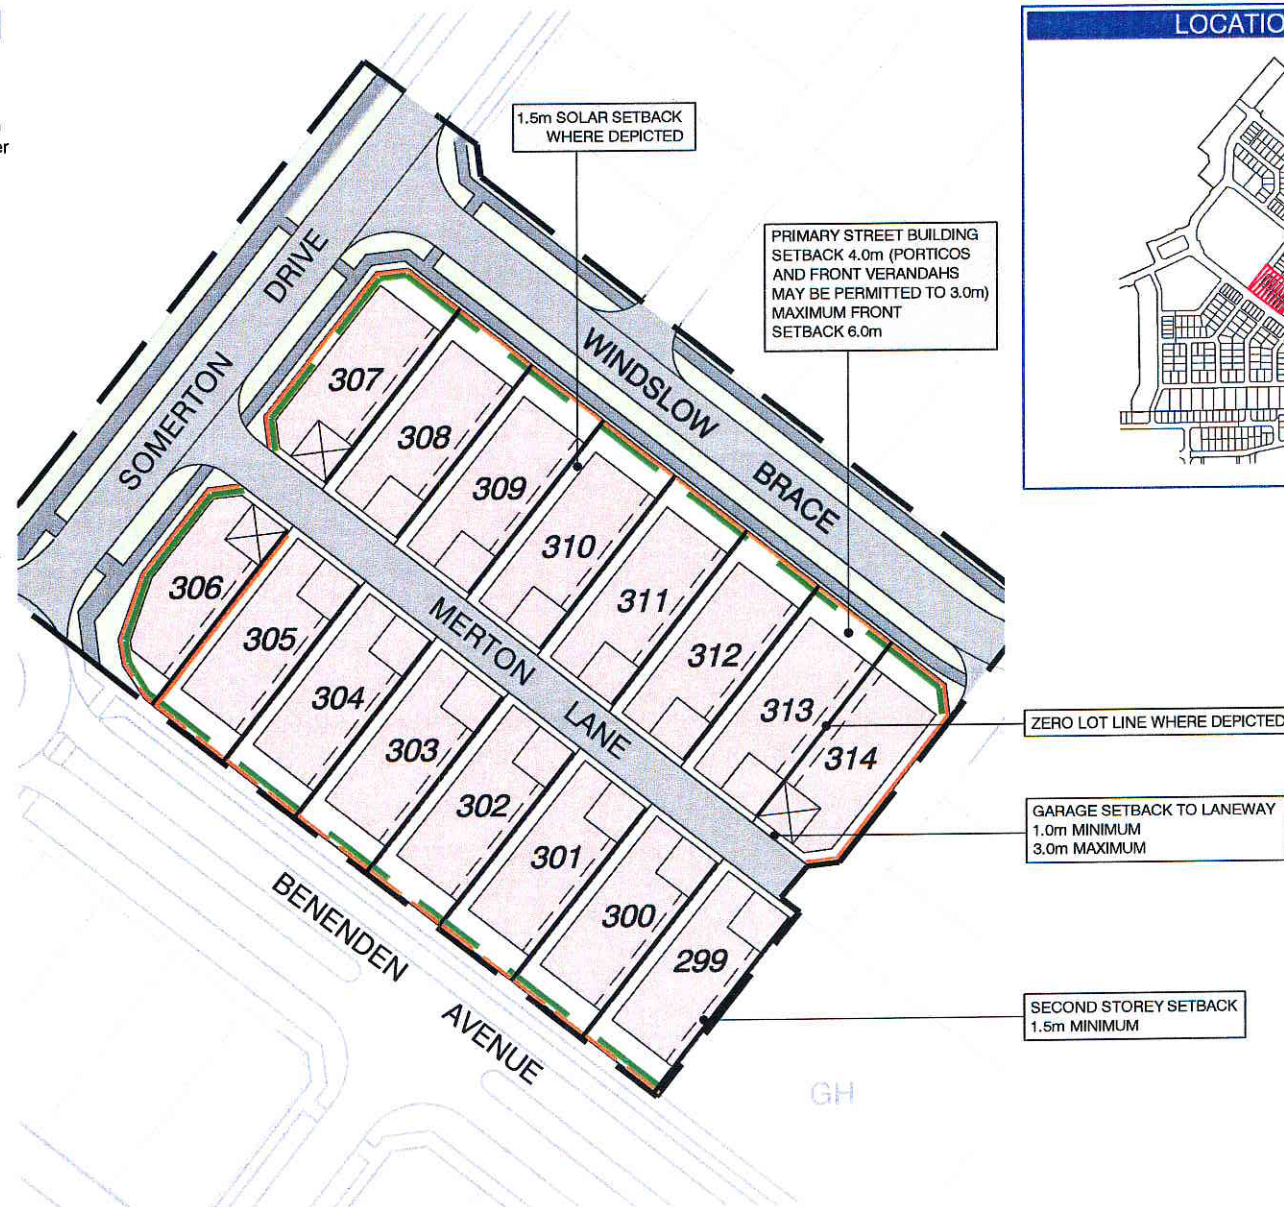 LOCATIO
er
1.5m SOLAR SETBACK
WHERE DEPICTED
PRIMARY STREET BUILDING
SETBACK 4.0m (PORTICOS
AND FRONT VERANDAHS
MAY BE PERMITTED TO 3.0m)
MAXIMUM FRONT
SETBACK 6.0m
SOMERTON DRIVE
WINDSLOW BRACE
307
308
309
310
311
312
313
314
MERTON LANE
306
305
304
303
302
301
300
299
BENENDEN AVENUE
ZERO LOT LINE WHERE DEPICTED
GARAGE SETBACK TO LANEWAY
1.0m MINIMUM
3.0m MAXIMUM
SECOND STOREY SETBACK
1.5m MINIMUM
GH